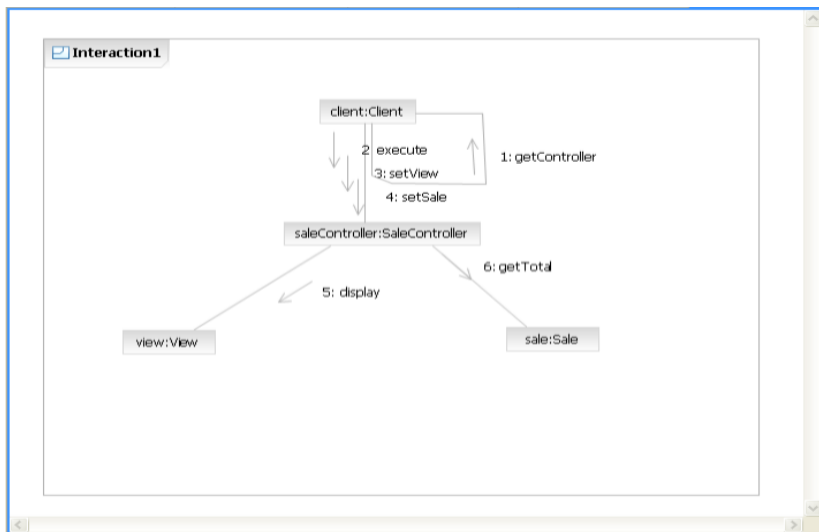 Interaction1
client:Client
2 execute
1: getController
3: setView
4: setSale
saleController:SaleController
6: getTotal
5: display
view:View
sale:Sale